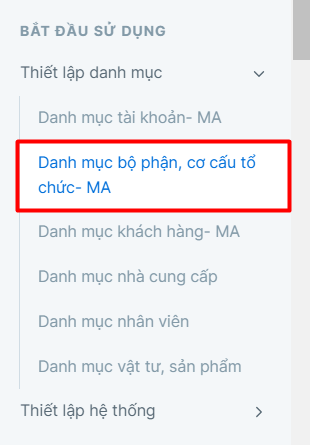 BẮT ĐẦU SỬ DỤNG
Thiết lập danh mục
Danh mục tài khoản- MA
Danh mục bộ phận, cơ cấu tổ
chức- MA
Danh mục khách hàng- MA
Danh mục nhà cung cấp
Danh mục nhân viên
Danh mục vật tư, sản phẩm
Thiết lập hệ thống